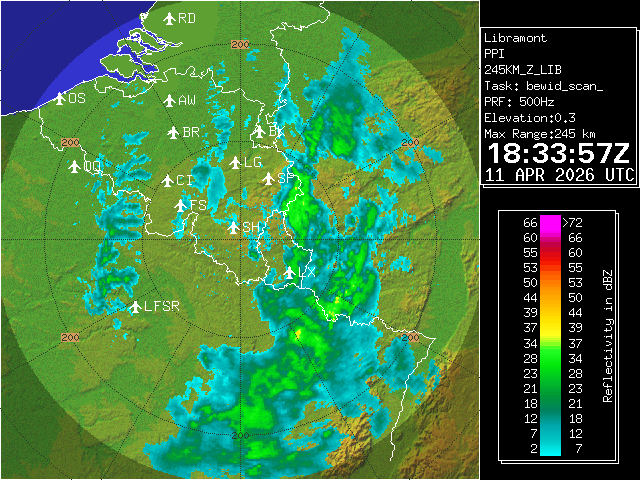 RD
200
OS
AW
BR
BK
200
200
QQ
LG
CI
SP
FS
SH
LX
LFSR
200
200
200
Libramont
PPI
245KM_Z_LIB
Task: bewid_scan_
PRF: 500Hz
Elevation:0.3
Max Range:245 km
18:33:57Z
11 APR 2026 UTC
66 >72
60 66
55 60
53 55
50 53
44 50
39 44
37 39
34 37
28 34
23 28
21 23
18 21
12 18
7 12
2 7
Reflectivity in dBZ